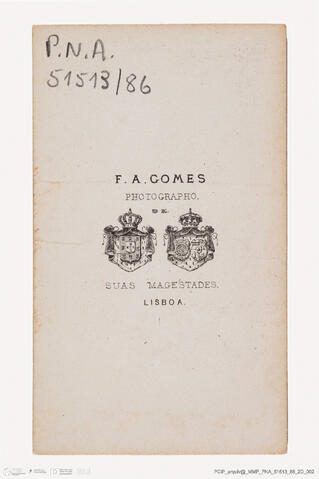 P.N.A.
51513/86
F. A. GOMES
PHOTOGRAPHO,
DE
SUAS MAGESTADES.
LISBOA.